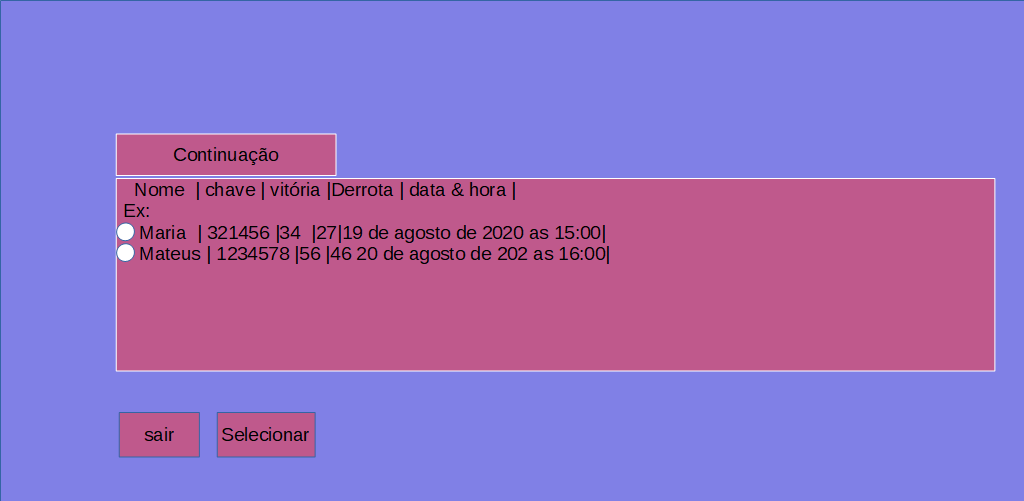 Continuação
Nome | chave | vitória |Derrota | data & hora |
Ex:
Maria | 321456 |34 |27|19 de agosto de 2020 as 15:00|
Mateus | 1234578 |56 |46 20 de agosto de 202 as 16:00|
sair
Selecionar